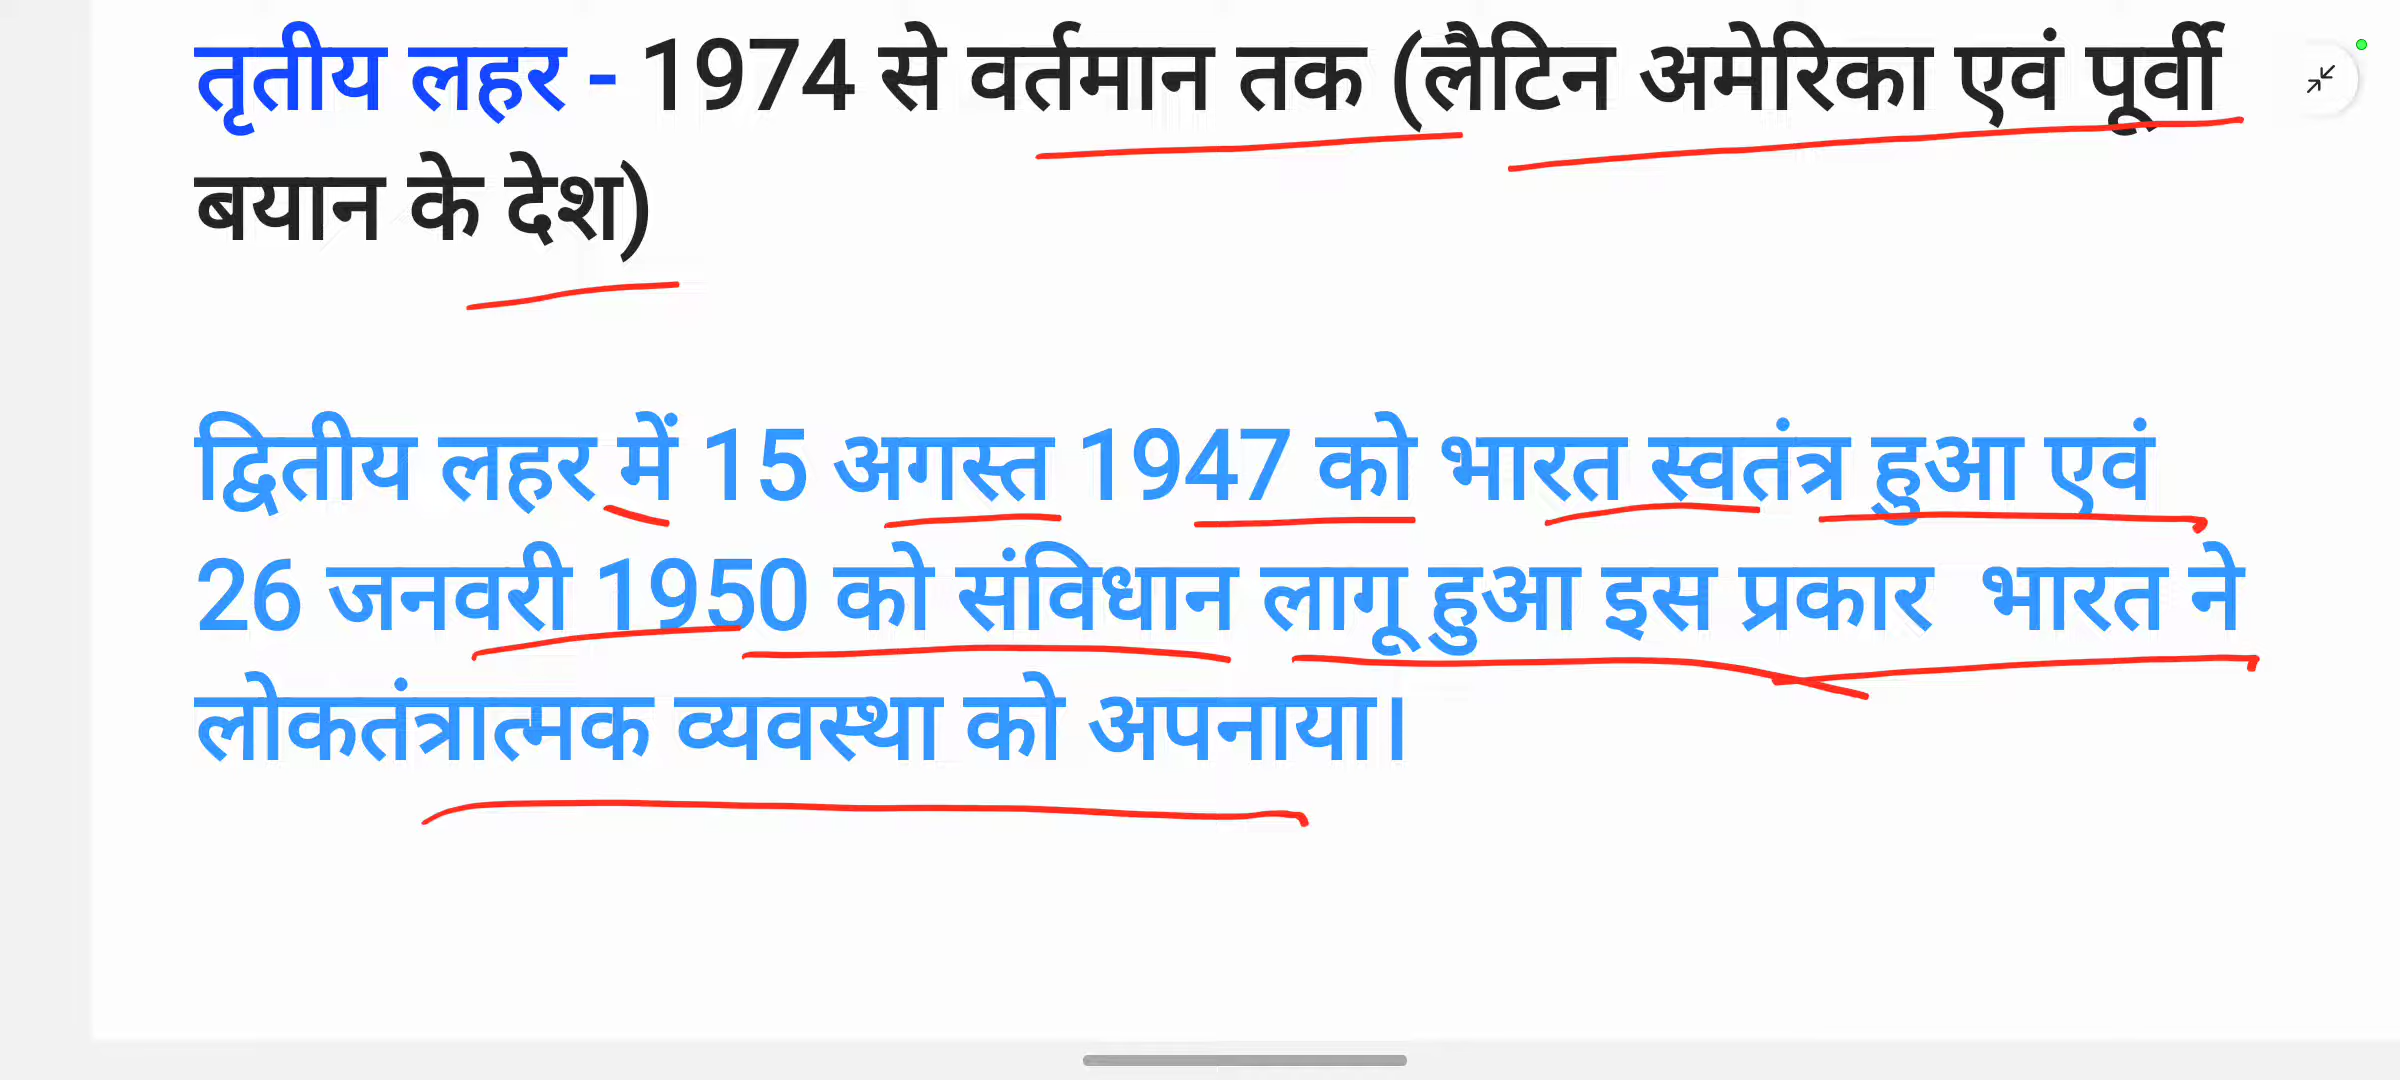 तृतीय लहर - 1974 से वर्तमान तक (लैटिन अमेरिका एवं पूर्वी
बयान के देश)
द्वितीय लहर में 15 अगस्त 1947 को भारत स्वतंत्र हुआ एवं
26 जनवरी 1950 को संविधान लागू हुआ इस प्रकार भारत ने
लोकतंत्रात्मक व्यवस्था को अपनाया।